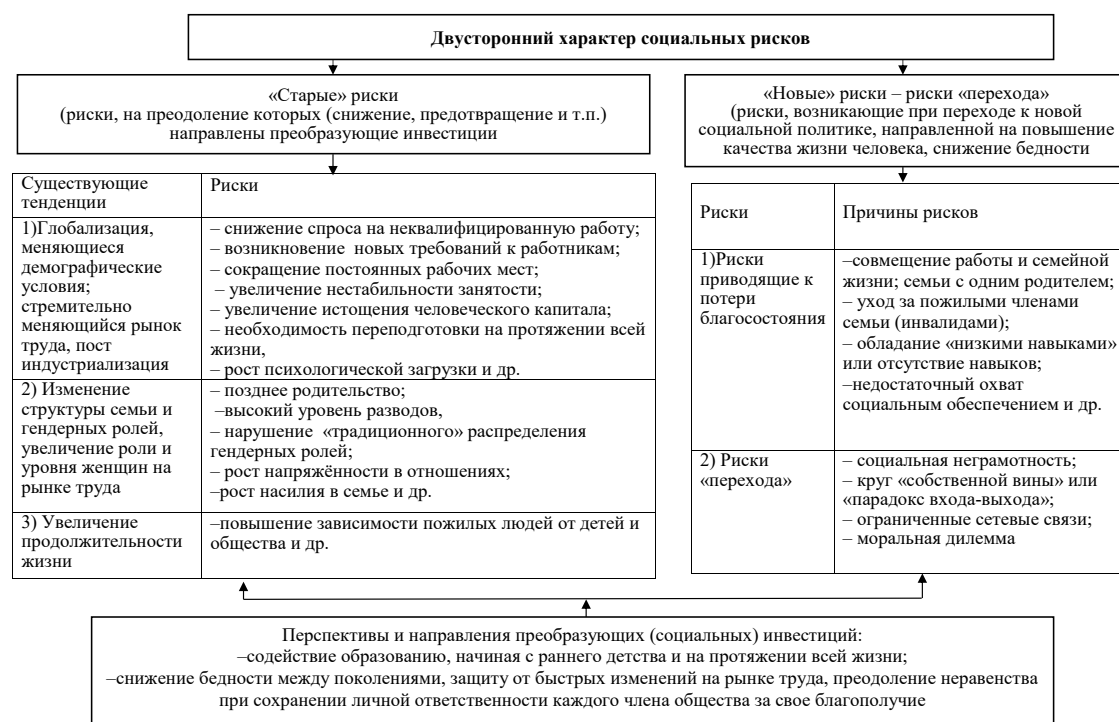 Двусторонний характер социальных рисков
«Старые» риски
(риски, на преодоление которых (снижение, предотвращение и т.п.)
направлены преобразующие инвестиции
«Новые» риски – риски «перехода»
(риски, возникающие при переходе к новой
социальной политике, направленной на повышение
качества жизни человека, снижение бедности
Существующие
тенденции
Риски
1)Глобализация,
меняющиеся
демографические
условия;
стремительно
меняющийся рынок
труда, пост
индустриализация
– снижение спроса на неквалифицированную работу;
– возникновение новых требований к работникам;
– сокращение постоянных рабочих мест;
– увеличение нестабильности занятости;
– увеличение истощения человеческого капитала;
– необходимость переподготовки на протяжении всей
жизни,
– рост психологической загрузки и др.
2) Изменение
структуры семьи и
гендерных ролей,
увеличение роли и
уровня женщин на
рынке труда
– позднее родительство;
–высокий уровень разводов,
– нарушение «традиционного» распределения
гендерных ролей;
– рост напряжённости в отношениях;
–рост насилия в семье и др.
3) Увеличение
продолжительности
жизни
–повышение зависимости пожилых людей от детей и
общества и др.
Риски
Причины рисков
1)Риски
приводящие к
потери
благосостояния
–совмещение работы и семейной
жизни; семьи с одним родителем;
– уход за пожилыми членами
семьи (инвалидами);
– обладание «низкими навыками»
или отсутствие навыков;
–недостаточный охват
социальным обеспечением и др.
2) Риски
«перехода»
– социальная неграмотность;
– круг «собственной вины» или
«парадокс входа-выхода»;
– ограниченные сетевые связи;
– моральная дилемма
Перспективы и направления преобразующих (социальных) инвестиций:
–содействие образованию, начиная с раннего детства и на протяжении всей жизни;
–снижение бедности между поколениями, защиту от быстрых изменений на рынке труда, преодоление неравенства
при сохранении личной ответственности каждого члена общества за свое благополучие